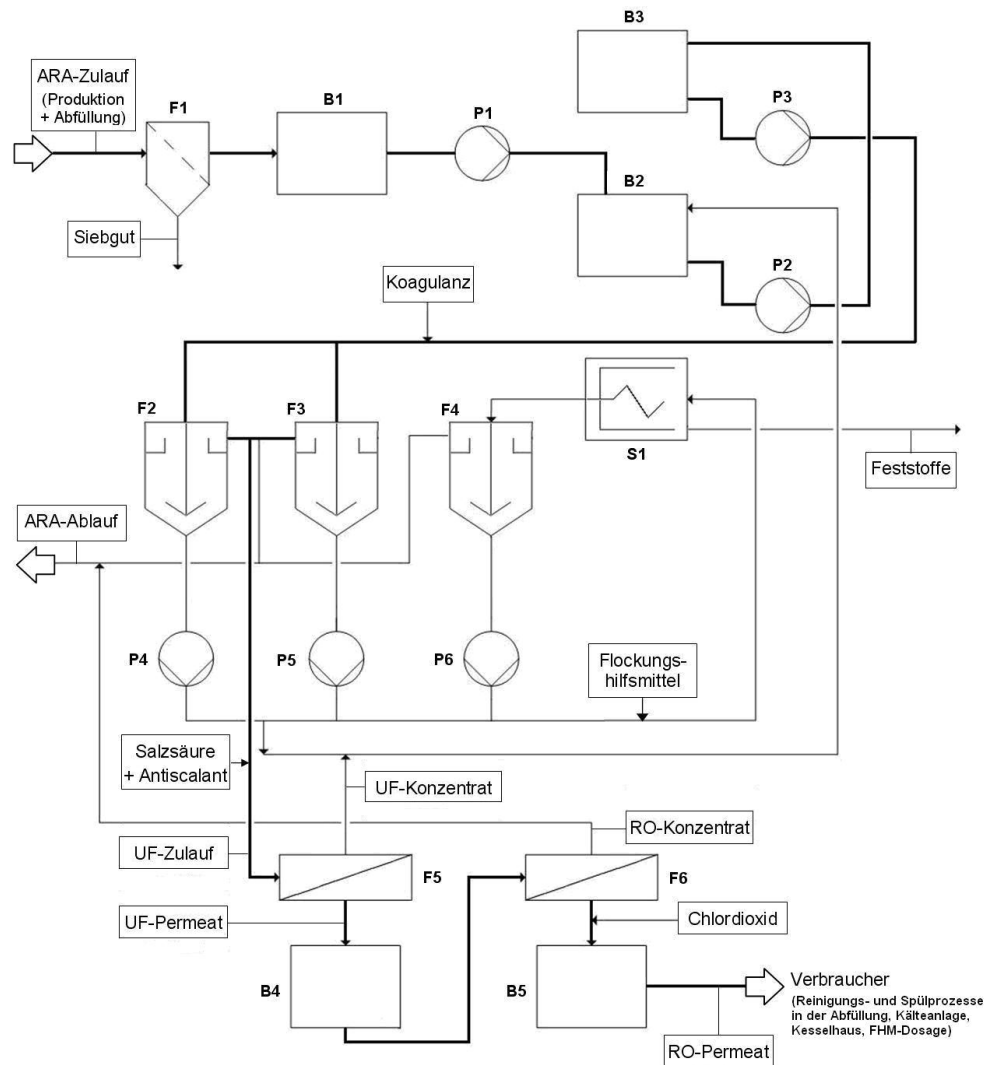 B3
ARA-Zulauf
(Produktion
+ Abfüllung)
F1
B1
P1
P3
B2
Siebgut
P2
Koagulanz
F2
F3
F4
S1
Feststoffe
ARA-Ablauf
P4
P5
P6
Flockungs-
hilfsmittel
Salzsäure
+ Antiscalant
UF-Konzentrat
RO-Konzentrat
UF-Zulauf
F5
F6
UF-Permeat
Chlordioxid
B4
B5
Verbraucher
(Reinigungs- und Spülprozesse
in der Abfüllung, Kälteanlage,
Kesselhaus, FHM-Dosage)
RO-Permeat